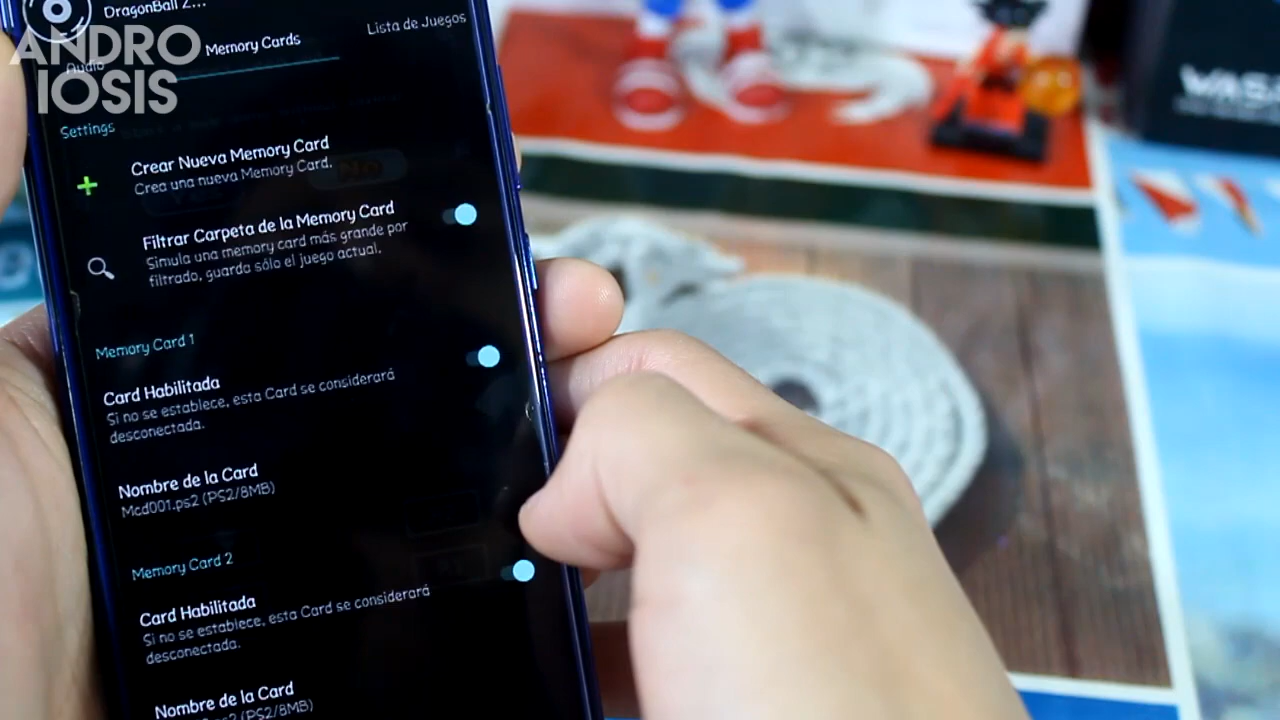 DragonBall Z...
ANDRO
IOSIS
Audio
Memory Cards
Lista de Juegos
Settings
Crear Nueva Memory Card
Crea una nueva Memory Card.
Filtrar Carpeta de la Memory Card
Simula una memory card más grande por
filtrado, guarda sólo el juego actual.
Memory Card 1
Card Habilitada
Si no se establece, esta Card se considerará
desconectada.
Nombre de la Card
Mcd001.ps2 (PS2/8MB)
Memory Card 2
Card Habilitada
Si no se establece, esta Card se considerará
desconectada.
Nombre de la Card
(PS2/8MB)